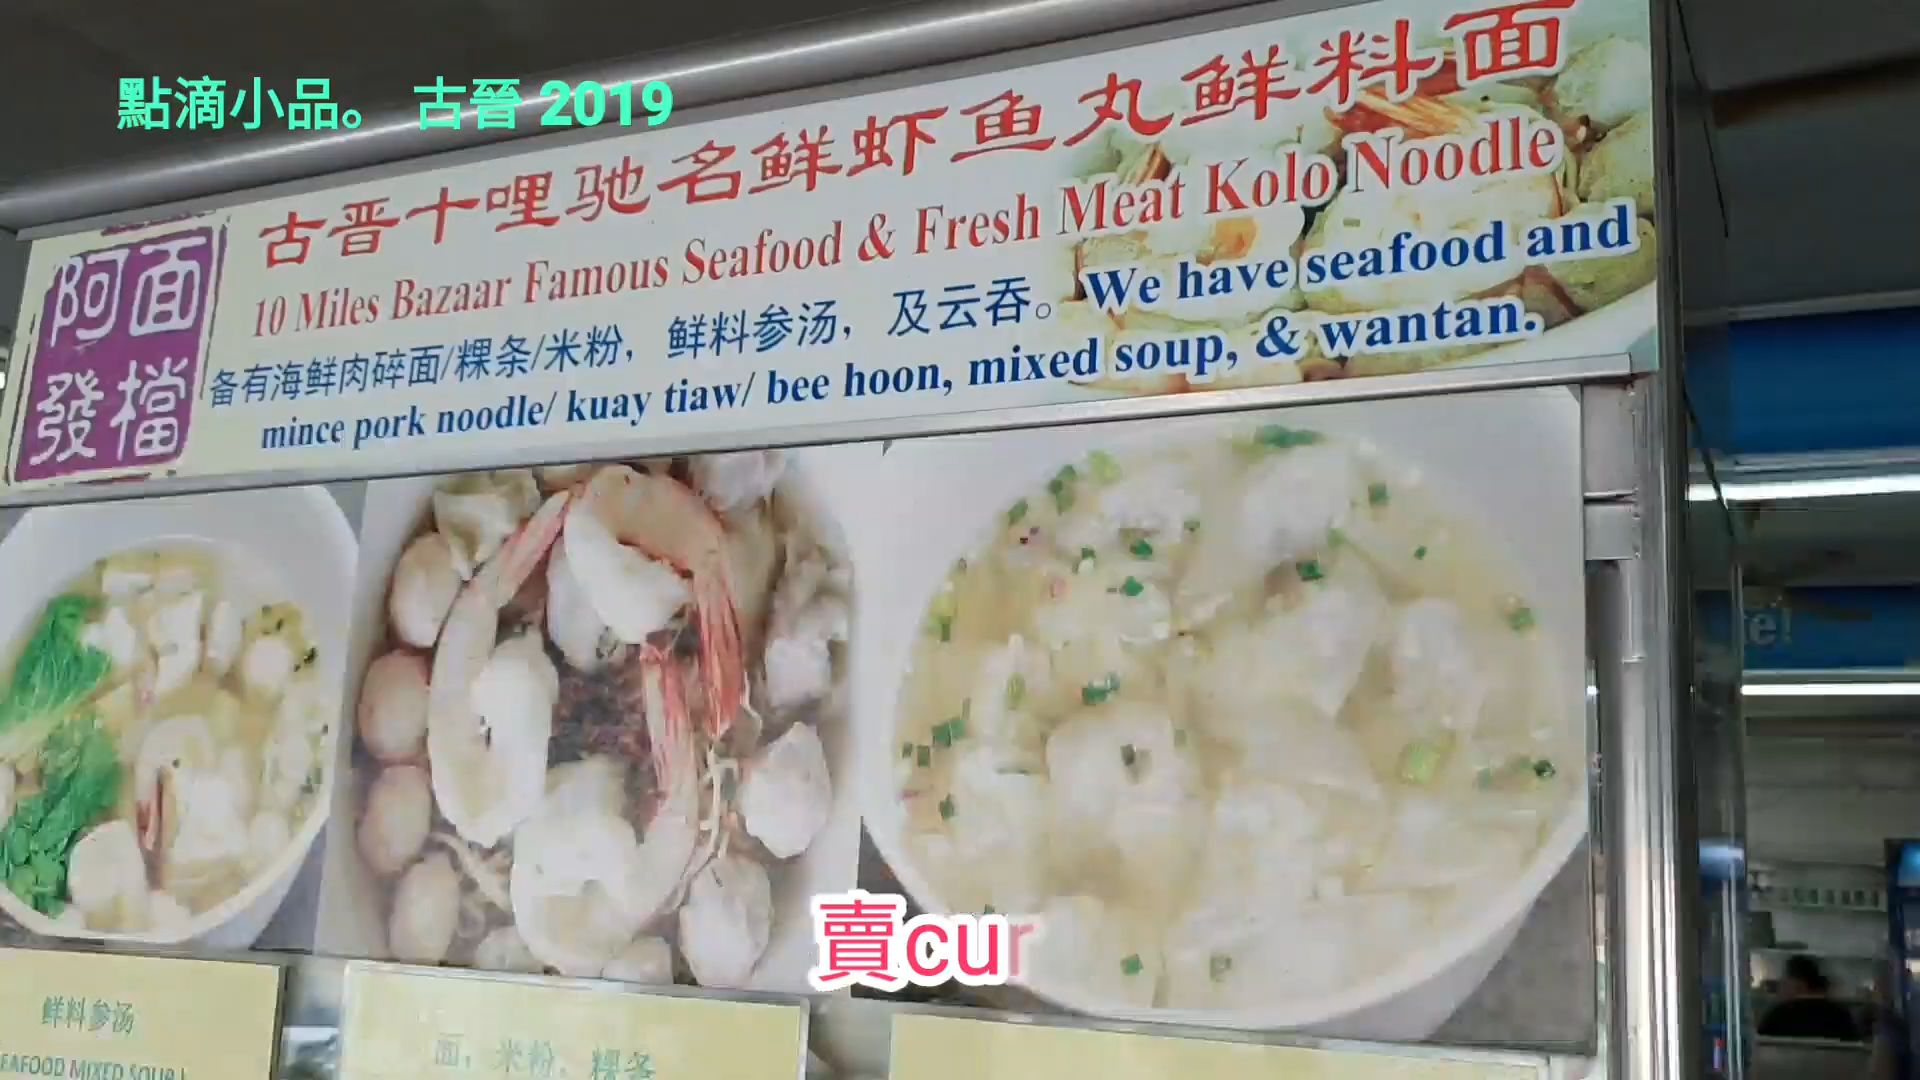 點滴小品。 古晉 2019
古晋十哩驰名鲜虾鱼丸鲜料面
10 Miles Bazaar Famous Seafood & Fresh Meat Kolo Noodle
阿面
發檔
备有海鲜肉碎面/粿条/米粉，鲜料参汤，及云吞。We have seafood and
mince pork noodle/ kuay tiaw/ bee hoon, mixed soup, & wantan.
賣cur
鲜料参汤
EAFOOD MIXED SOUP
面，米粉，粿条